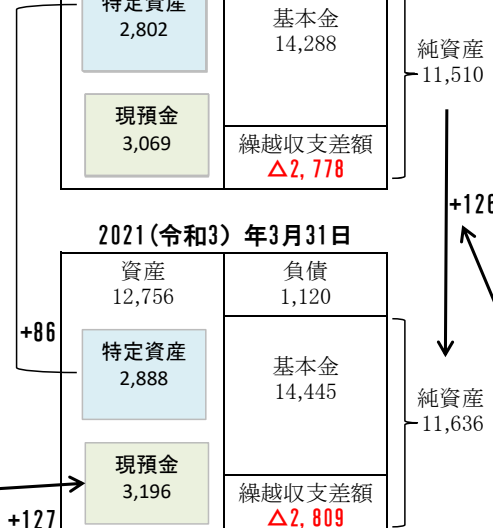 特定資産
2,802
基本金
14,288
純資産
11,510
現預金
3,069
繰越収支差額
△2,778
+126
2021(令和3)年3月31日
資産
12,756
負債
1,120
+86
特定資産
2,888
基本金
14,445
純資産
11,636
現預金
3,196
繰越収支差額
△2,809
+127